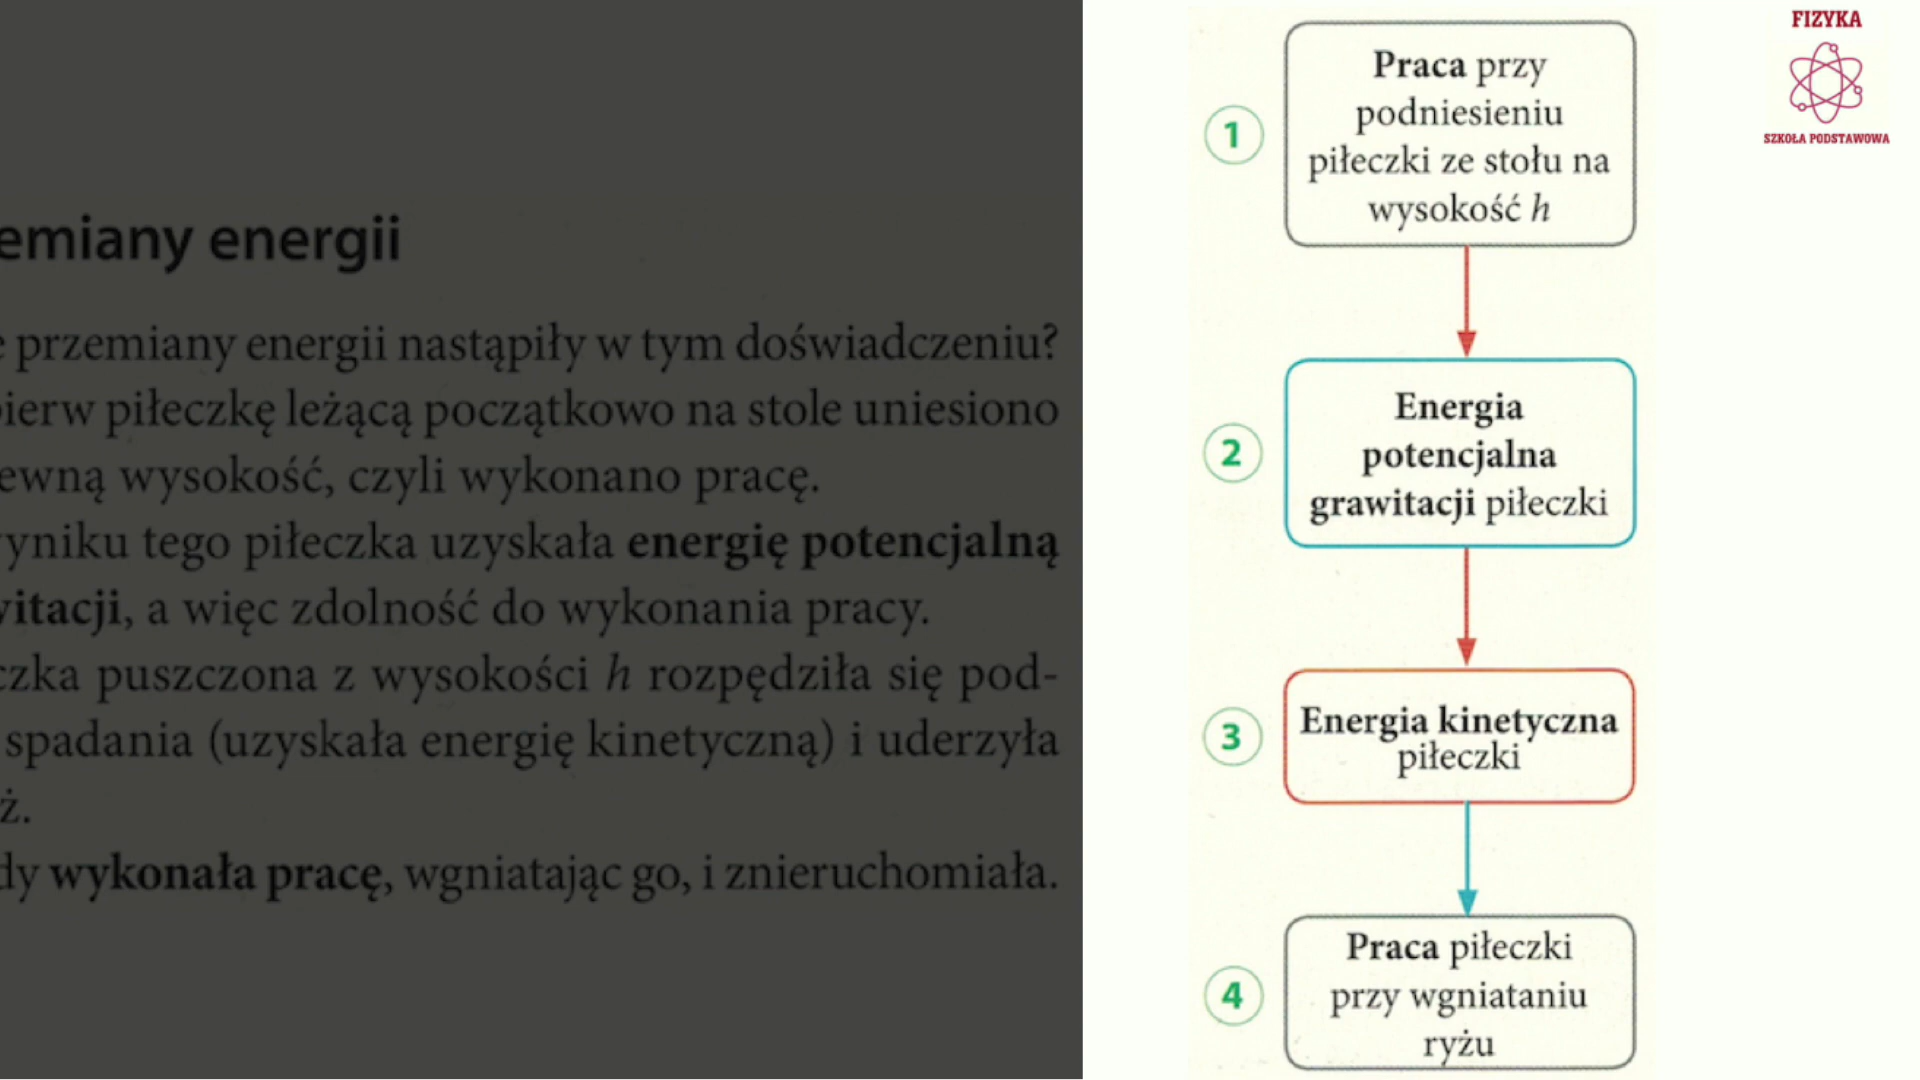 emiany energii
przemiany energii nastąpiły w tym doświadczeniu?
piłeczkę leżącą początkowo na stole uniesiono
ewną wysokość, czyli wykonano pracę.
yniku tego piłeczka uzyskała energię potencjalną
witacji, a więc zdolność do wykonania pracy.
czka puszczona z wysokości h rozpędziła się pod-
spadania (uzyskała energię kinetyczną) i uderzyła
ż.
dy wykonała pracę, wgniatając go, i znieruchomiała.
1
Praca przy
podniesieniu
piłeczki ze stołu na
wysokość h
2
Energia
potencjalna
grawitacji piłeczki
3
Energia kinetyczna
piłeczki
4
Praca piłeczki
przy wgniataniu
ryżu
FIZYKA
SZKOŁA PODSTAWOWA